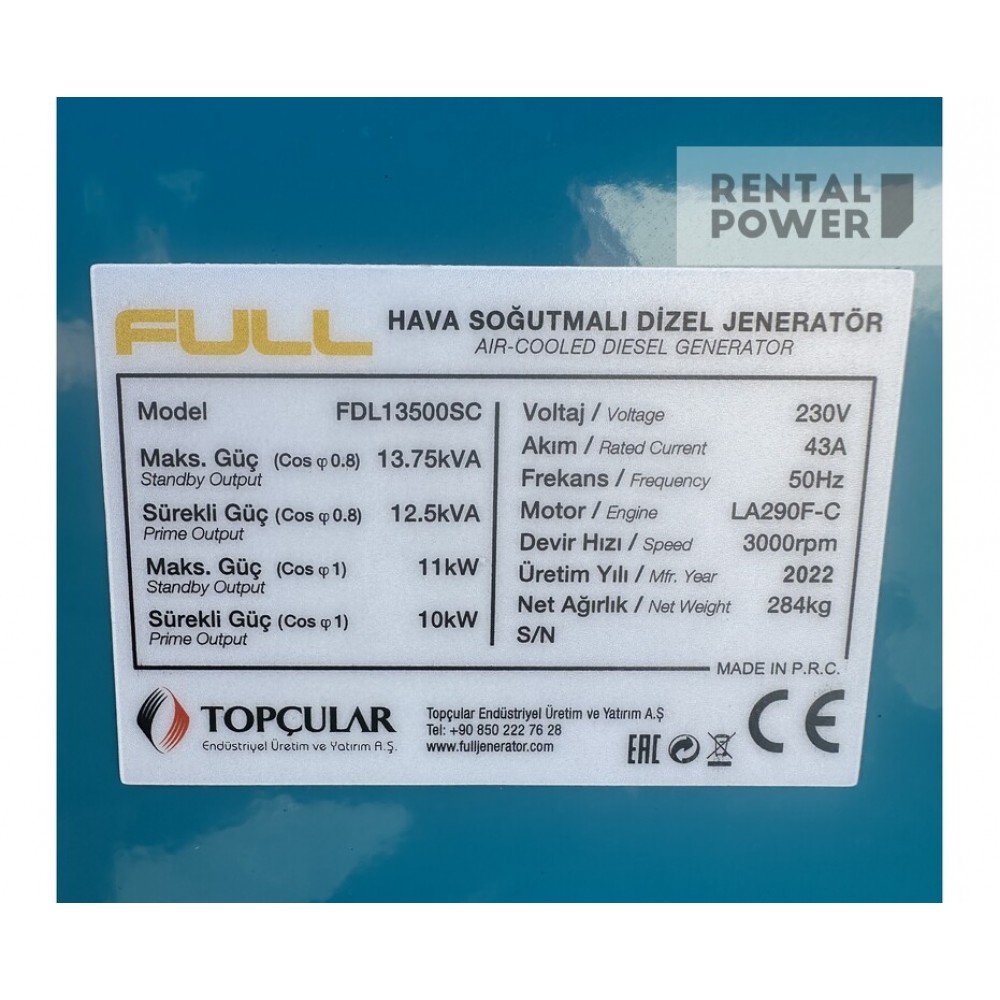 RENTAL
POWER
FULL
HAVA SOĞUTMALI DİZEL JENERATÖR
AIR-COOLED DIESEL GENERATOR
Model FDL13500SC
Maks. Güç (Cos φ 0.8) 13.75kVA
Standby Output
Sürekli Güç (Cos φ 0.8) 12.5kVA
Prime Output
Maks. Güç (Cos φ 1) 11kW
Standby Output
Sürekli Güç (Cos φ 1) 10kW
Prime Output
Voltaj / Voltage 230V
Akım / Rated Current 43A
Frekans / Frequency 50Hz
Motor / Engine LA290F-C
Devir Hızı / Speed 3000rpm
Üretim Yılı / Mfr. Year 2022
Net Ağırlık / Net Weight 284kg
S/N
MADE IN P.R.C.
TOPÇULAR
Endüstriyel Üretim ve Yatırım A.Ş.
Topçular Endüstriyel Üretim ve Yatırım A.Ş
Tel: +90 850 222 76 28
www.fulljenerator.com
EAC
CE